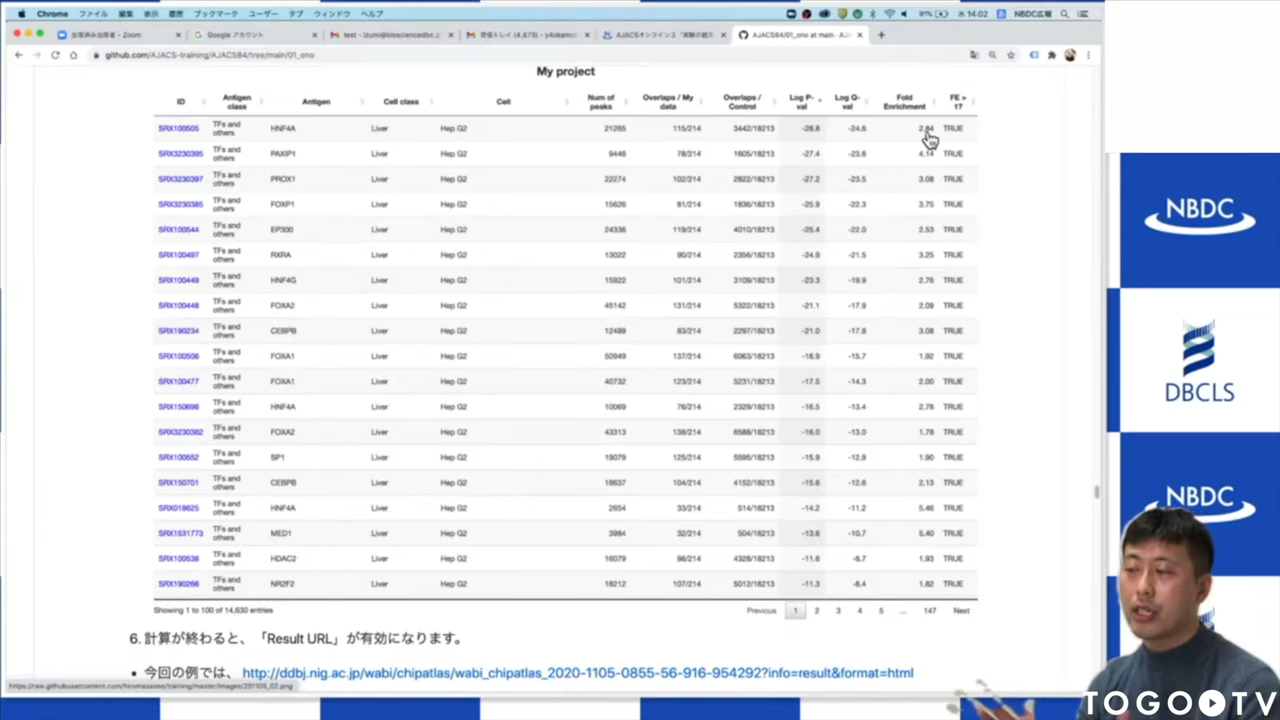 Chrome ファイル 編集 表示 履歴 ブックマーク ユーザー タブ ウィンドウ ヘルプ 91% 水 14:02 NBDC広報
Google アカウント
AJACS84/01_ono at main · AJA
github.com/AJACS-training/AJACS84/tree/main/01_ono
My project
ID Antigen class Antigen Cell class Cell Num of peaks Overlaps / My data Overlaps / Control Log P-val Log Q-val Fold Enrichment FE > 1?
SRX100505 TFs and others HNF4A Liver Hep G2 21265 115/214 3442/18213 -28.8 -24.6 2.84 TRUE
SRX3230395 TFs and others PAXIP1 Liver Hep G2 9446 78/214 1605/18213 -27.4 -23.6 4.14 TRUE
SRX3230397 TFs and others PROX1 Liver Hep G2 22274 102/214 2822/18213 -27.2 -23.5 3.08 TRUE
SRX3230385 TFs and others FOXP1 Liver Hep G2 15626 81/214 1836/18213 -25.9 -22.3 3.75 TRUE
SRX100544 TFs and others EP300 Liver Hep G2 24336 119/214 4010/18213 -25.4 -22.0 2.53 TRUE
SRX100497 TFs and others RXRA Liver Hep G2 13022 90/214 2356/18213 -24.9 -21.5 3.25 TRUE
SRX100449 TFs and others HNF4G Liver Hep G2 15922 101/214 3109/18213 -23.3 -19.9 2.76 TRUE
SRX100448 TFs and others FOXA2 Liver Hep G2 45142 131/214 5322/18213 -21.1 -17.9 2.09 TRUE
SRX190234 TFs and others CEBPB Liver Hep G2 12489 83/214 2297/18213 -21.0 -17.8 3.08 TRUE
SRX100506 TFs and others FOXA1 Liver Hep G2 50949 137/214 6063/18213 -18.9 -15.7 1.92 TRUE
SRX100477 TFs and others FOXA1 Liver Hep G2 40732 123/214 5231/18213 -17.5 -14.3 2.00 TRUE
SRX150698 TFs and others HNF4A Liver Hep G2 10069 76/214 2329/18213 -16.5 -13.4 2.78 TRUE
SRX3230382 TFs and others FOXA2 Liver Hep G2 43313 138/214 6588/18213 -16.0 -13.0 1.78 TRUE
SRX100552 TFs and others SP1 Liver Hep G2 19079 125/214 5595/18213 -15.9 -12.9 1.90 TRUE
SRX150701 TFs and others CEBPB Liver Hep G2 18637 104/214 4152/18213 -15.6 -12.6 2.13 TRUE
SRX018625 TFs and others HNF4A Liver Hep G2 2654 33/214 514/18213 -14.2 -11.2 5.46 TRUE
SRX1531773 TFs and others MED1 Liver Hep G2 3984 32/214 504/18213 -13.6 -10.7 5.40 TRUE
SRX100538 TFs and others HDAC2 Liver Hep G2 16079 98/214 4328/18213 -11.6 -8.7 1.93 TRUE
SRX190266 TFs and others NR2F2 Liver Hep G2 18212 107/214 5012/18213 -11.3 -8.4 1.82 TRUE
Showing 1 to 100 of 14,630 entries Previous 1 2 3 4 5 ... 147 Next
6. 計算が終わると、「Result URL」が有効になります。
• 今回の例では、 http://ddbj.nig.ac.jp/wabi/chipatlas/wabi_chipatlas_2020-1105-0855-56-916-954292?info=result&format=html
NBDC
DBCLS
NBDC
TOGO TV